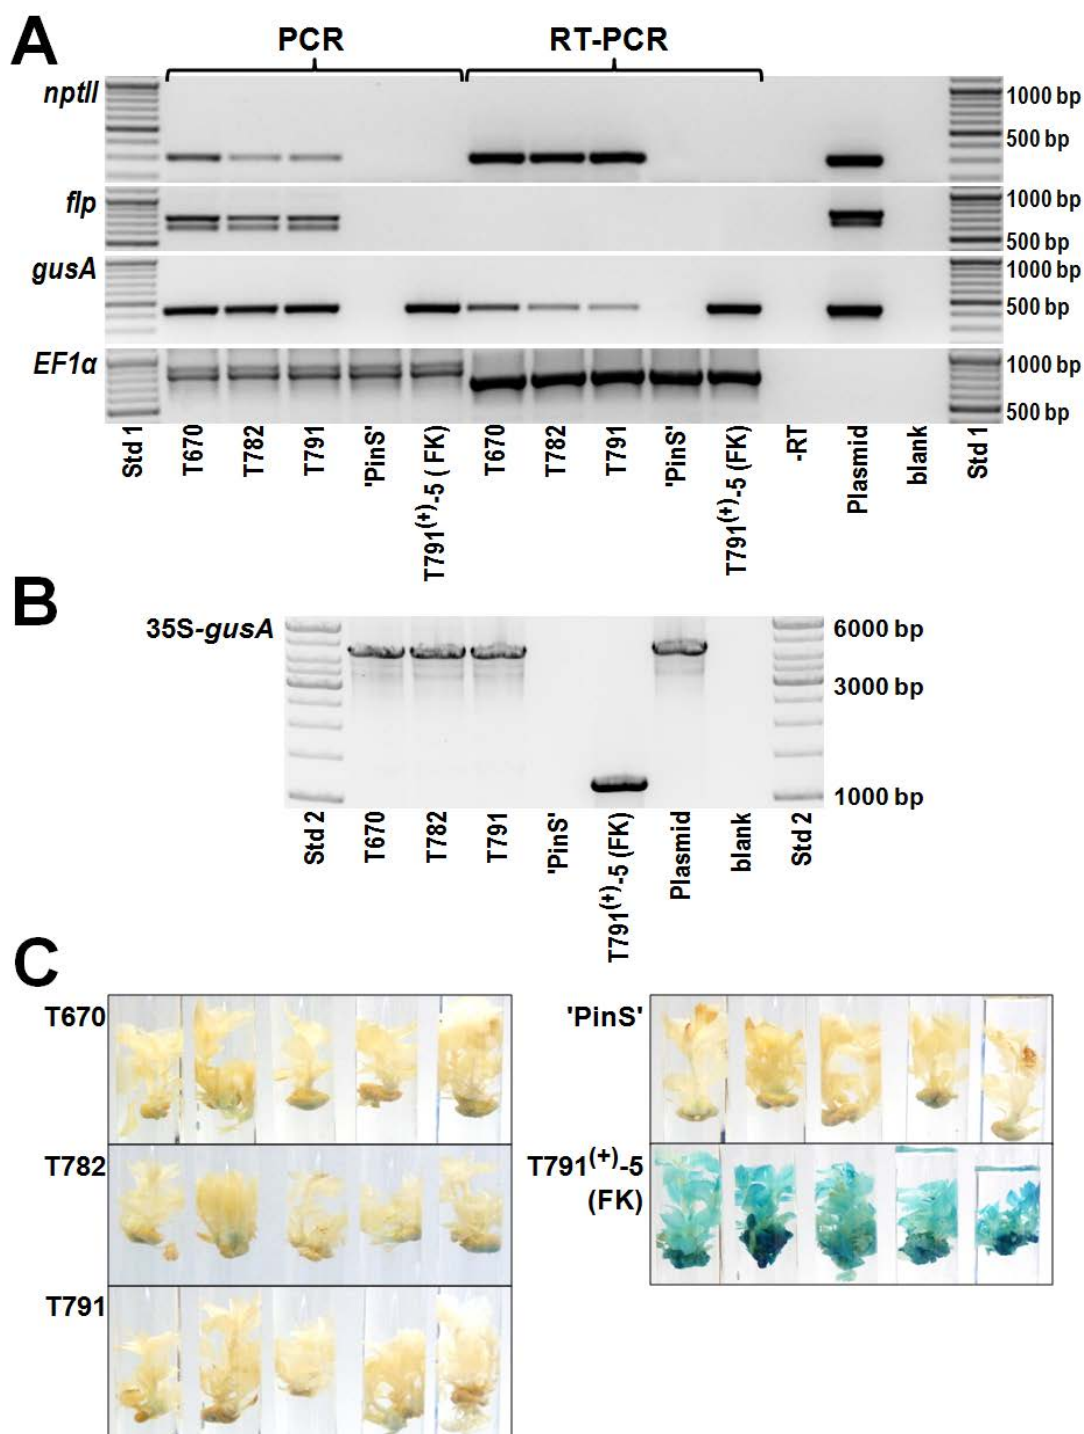 A
PCR RT-PCR
nptII
1000 bp
500 bp
flp
1000 bp
500 bp
gusA
1000 bp
500 bp
EF1α
1000 bp
500 bp
Std 1 T670 T782 T791 'PinS' T791(+)-5 ( FK) T670 T782 T791 'PinS' T791(+)-5 (FK) -RT Plasmid blank Std 1
B
35S-gusA
6000 bp
3000 bp
1000 bp
Std 2 T670 T782 T791 'PinS' T791(+)-5 (FK) Plasmid blank Std 2
C
T670
'PinS'
T782
T791(+)-5
(FK)
T791